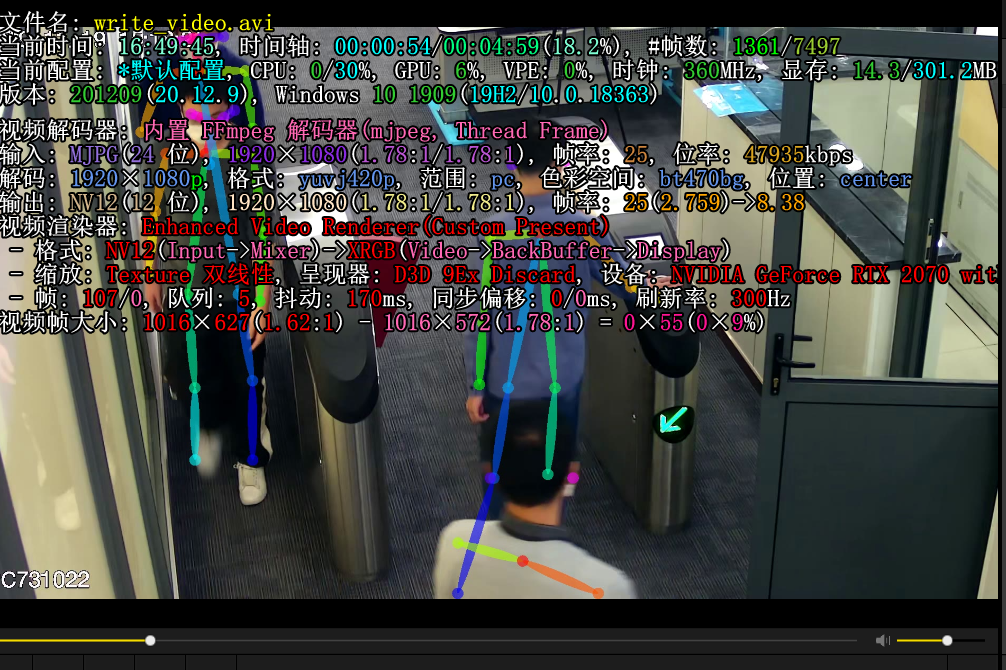 文件名: write_video.avi
当前时间: 16:49:45, 时间轴: 00:00:54/00:04:59(18.2%), #帧数: 1361/7497
当前配置: *默认配置, CPU: 0/30%, GPU: 6%, VPE: 0%, 时钟: 360MHz, 显存: 14.3/301.2MB
版本: 201209(20.12.9), Windows 10 1909(19H2/10.0.18363)
视频解码器: 内置 FFmpeg 解码器(mjpeg, Thread Frame)
输入: MJPG(24 位), 1920×1080(1.78:1/1.78:1), 帧率: 25, 位率: 47935kbps
解码: 1920×1080p, 格式: yuvj420p, 范围: pc, 色彩空间: bt470bg, 位置: center
输出: NV12(12 位), 1920×1080(1.78:1/1.78:1), 帧率: 25(2.759)->8.38
视频渲染器: Enhanced Video Renderer(Custom Present)
- 格式: NV12(Input->Mixer)->XRGB(Video->BackBuffer->Display)
- 缩放: Texture 双线性, 呈现器: D3D 9Ex Discard, 设备: NVIDIA GeForce RTX 2070 wit
- 帧: 107/0, 队列: 5, 抖动: 170ms, 同步偏移: 0/0ms, 刷新率: 300Hz
视频帧大小: 1016×627(1.62:1) - 1016×572(1.78:1) = 0×55(0×9%)
C731022